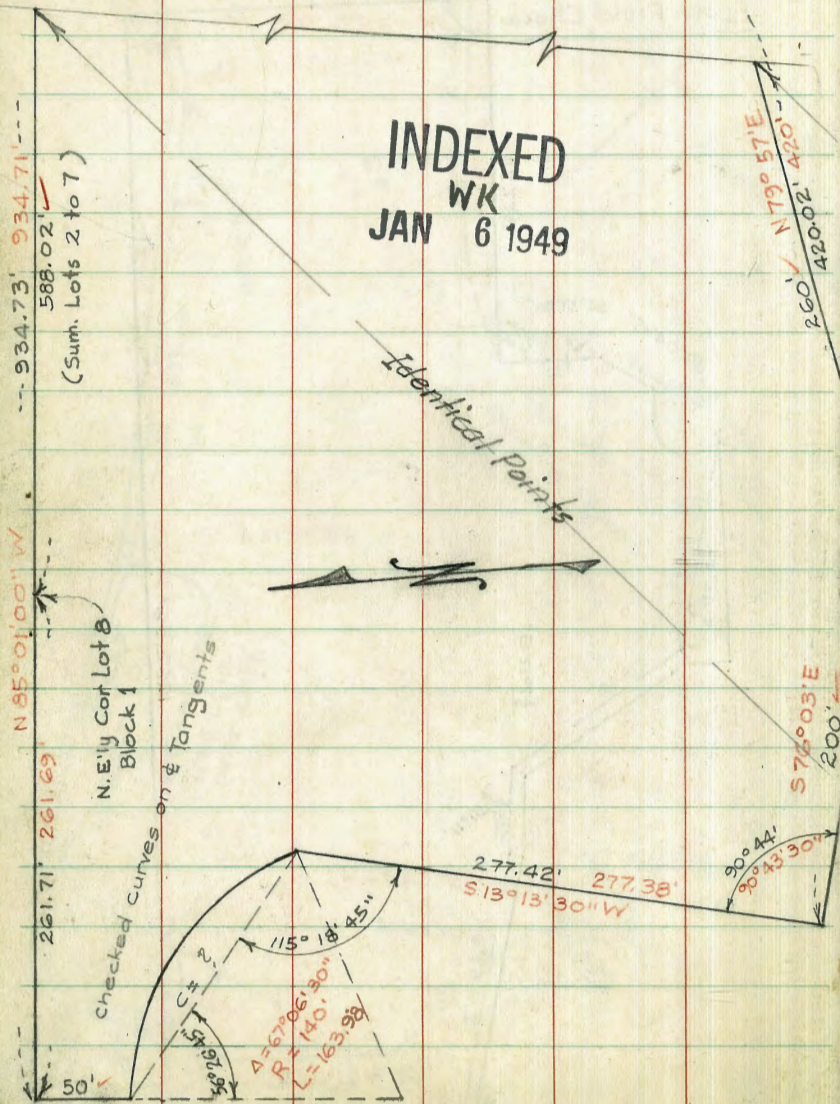 INDEXED
WK
JAN 6 1949
--- 934.73' 934.71' ---
588.02'
(Sum. Lots 2 to 7)
N 79° 57' E
260' 420.02' 420'
Identical Points
N 85° 01' 00" W
N.E'ly Cor. Lot 8
Block 1
Checked curves on ₵ Tangents
261.71' 261.69'
S 76° 03' E
200'
90° 44'
90° 43' 30"
277.42' 277.38'
S 13° 13' 30" W
115° 18' 45"
C = ?
56° 26' 45"
Δ = 67° 06' 30"
R = 140.'
L = 163.98
50'